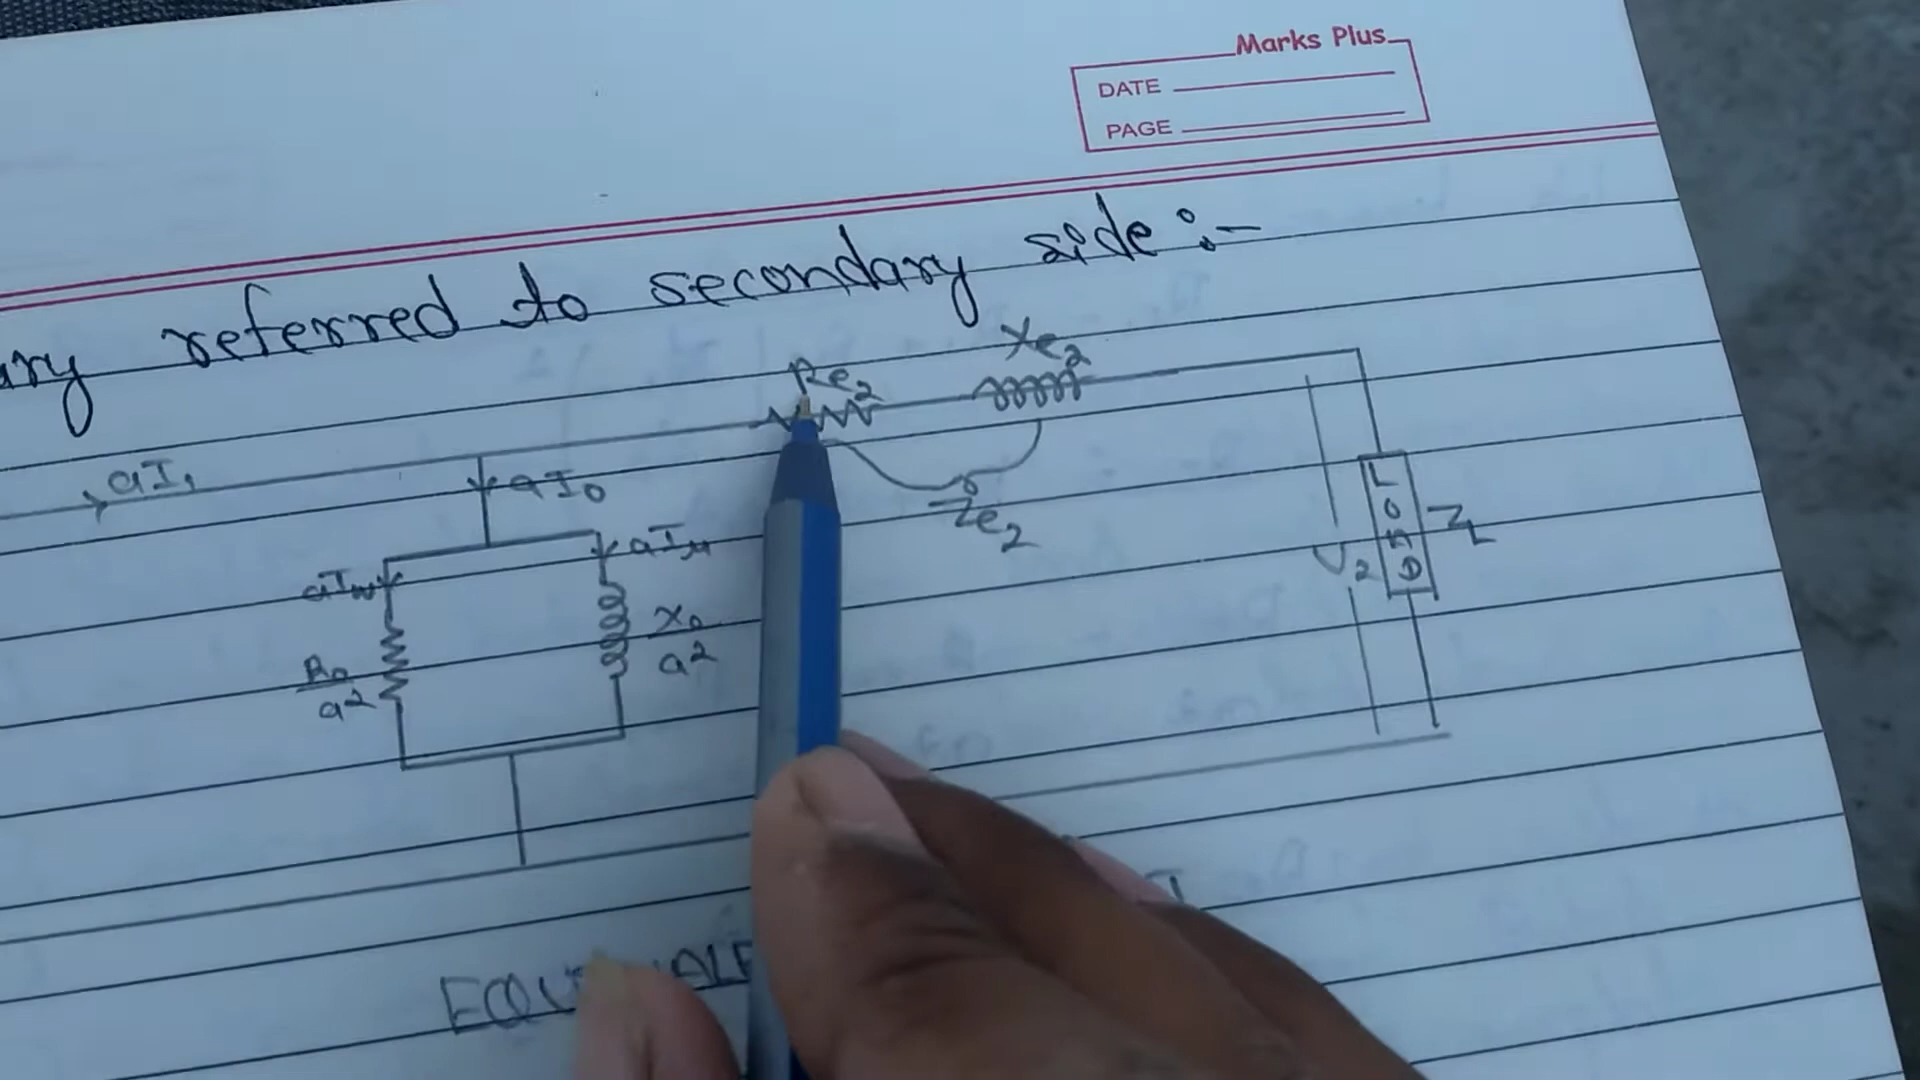 Marks Plus
DATE
PAGE
referred to secondary side :-
Re2
Xe2
aI1
aI0
Ze2
aIw
aIμ
R0/a²
X0/a²
V2
LOAD
ZL